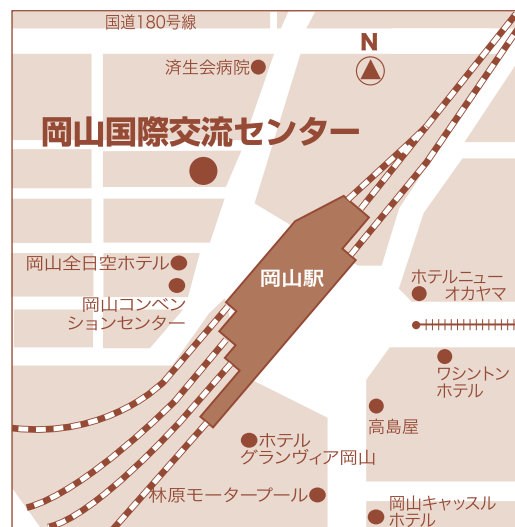 国道180号線
N
済生会病院
岡山国際交流センター
岡山全日空ホテル
岡山コンベン
ションセンター
岡山駅
ホテルニュー
オカヤマ
ワシントン
ホテル
高島屋
ホテル
グランヴィア岡山
林原モータープール
岡山キャッスル
ホテル